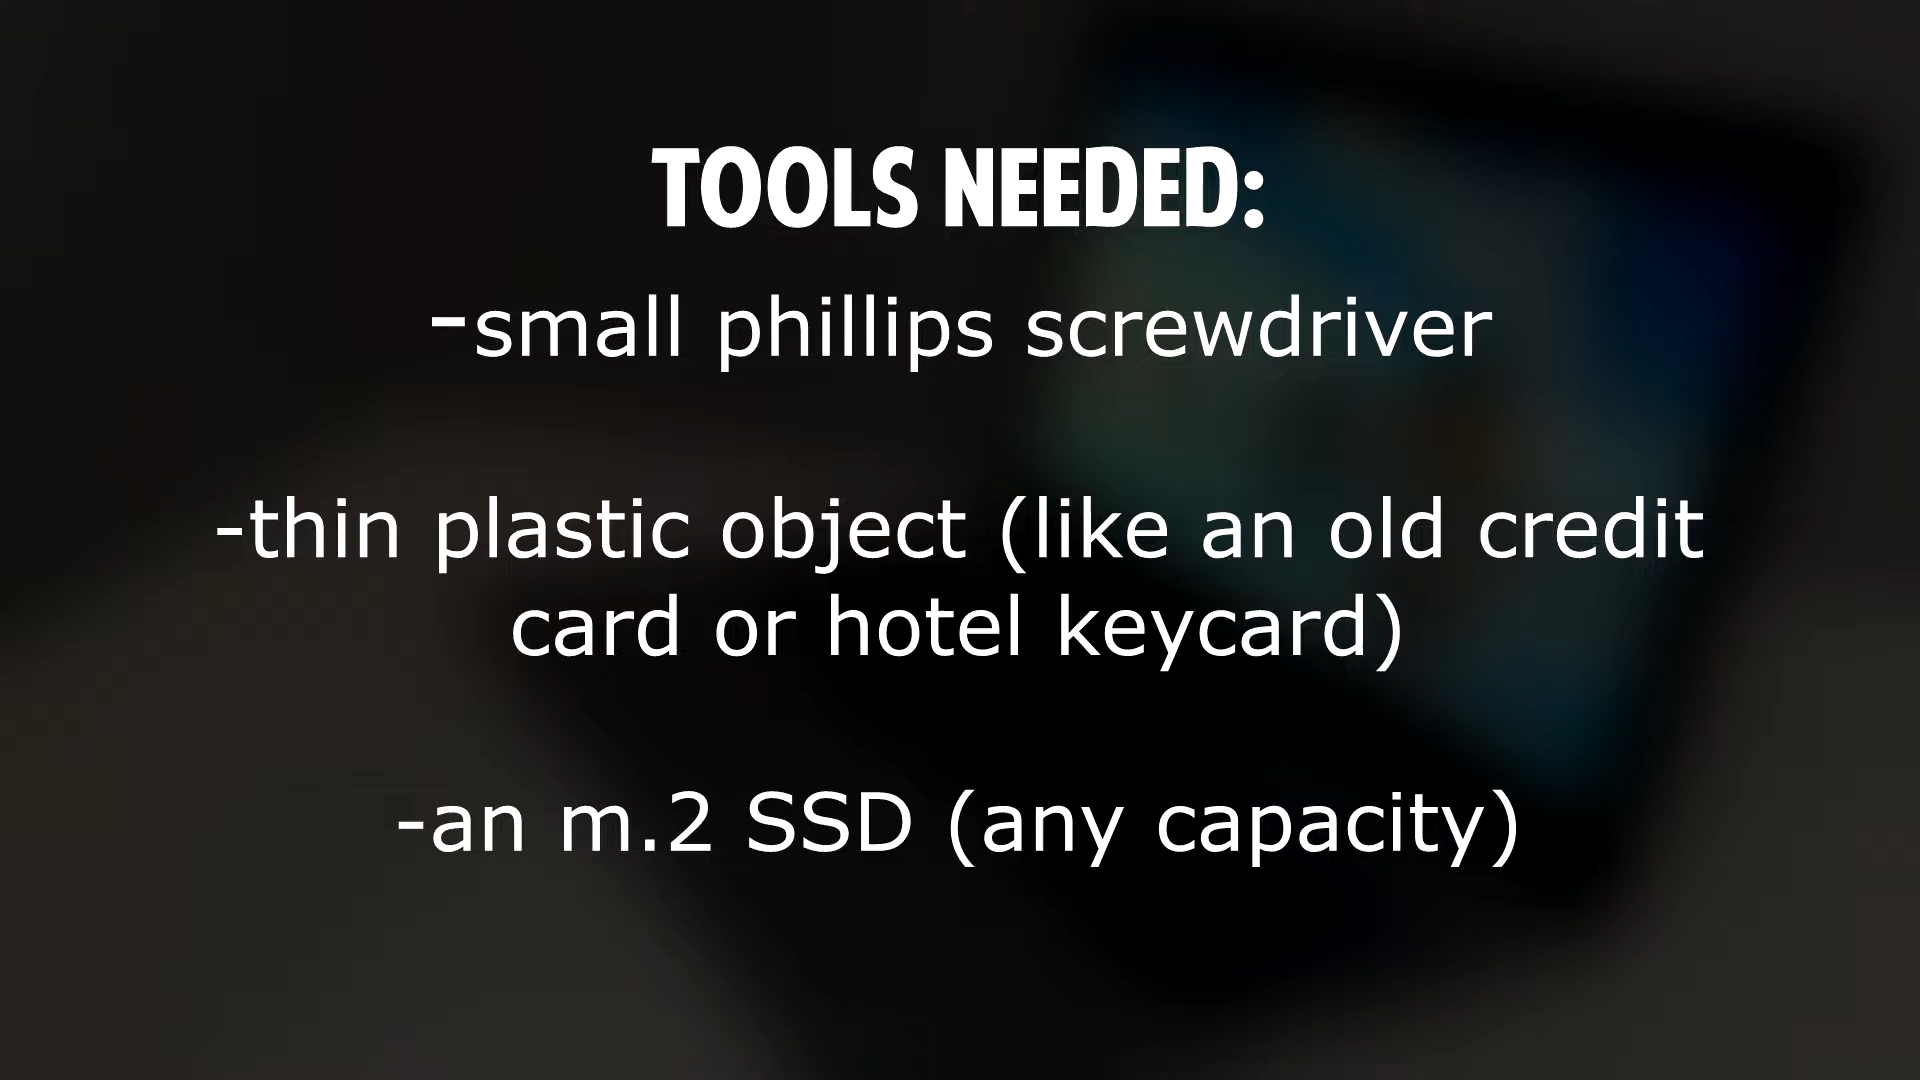 TOOLS NEEDED:
-small phillips screwdriver
-thin plastic object (like an old credit
card or hotel keycard)
-an m.2 SSD (any capacity)